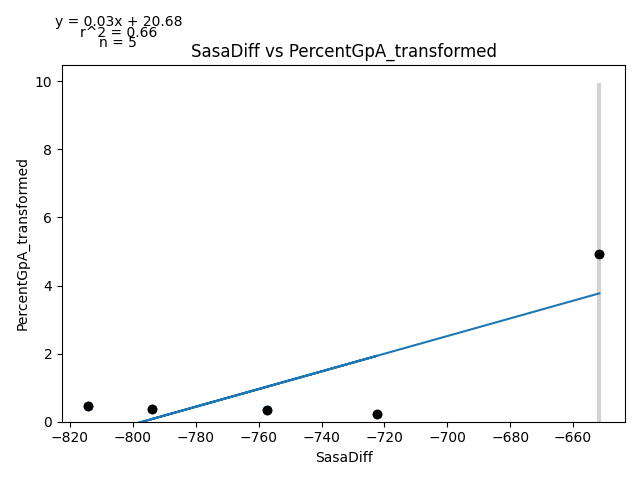 y = 0.03x + 20.68
r^2 = 0.66
n = 5
SasaDiff vs PercentGpA_transformed
PercentGpA_transformed
10
8
6
4
2
0
−820
−800
−780
−760
−740
−720
−700
−680
−660
SasaDiff